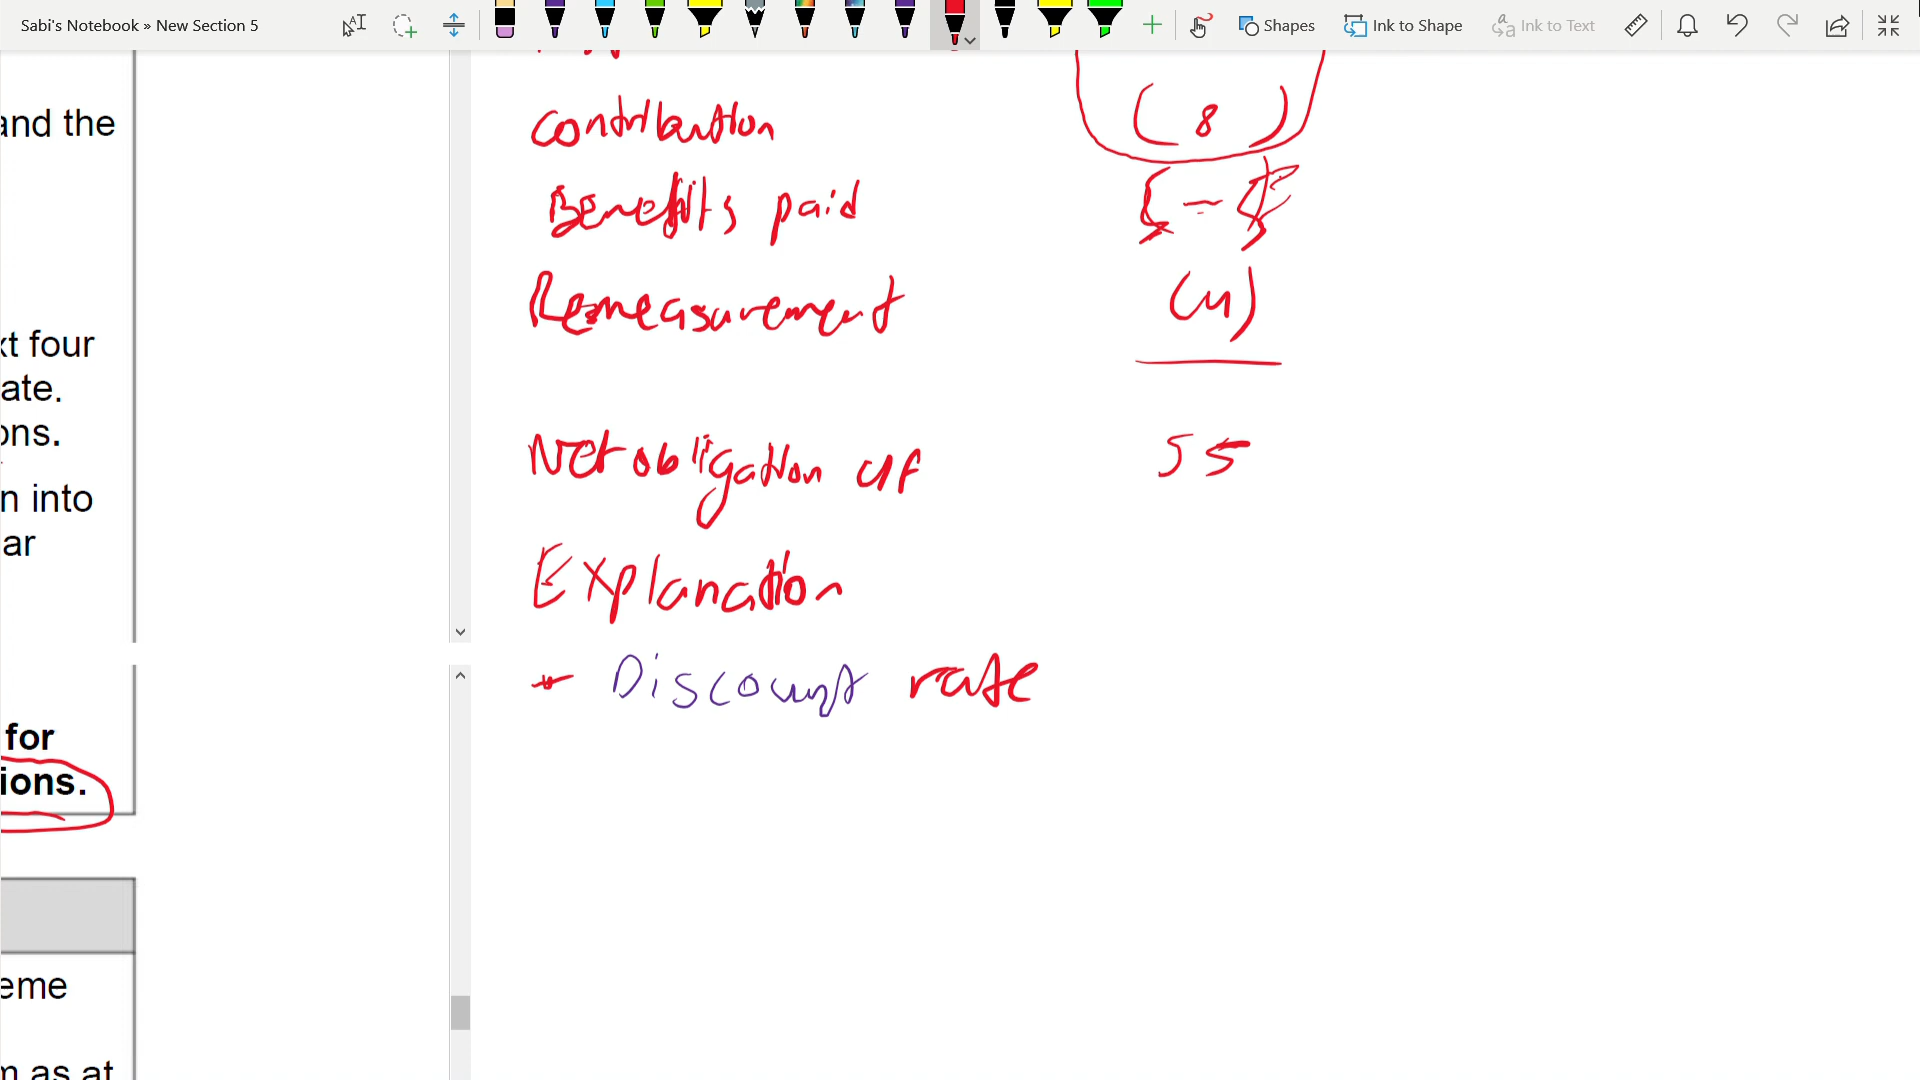 Sabi's Notebook » New Section 5
Shapes
Ink to Shape
Ink to Text
and the
xt four
ate.
ons.
n into
ar
for
ions.
eme
m as at
Contribution ( 8 )
Benefits paid
Remeasurement (4)
Net obligation c/f 55
Explanation
* Discount rate